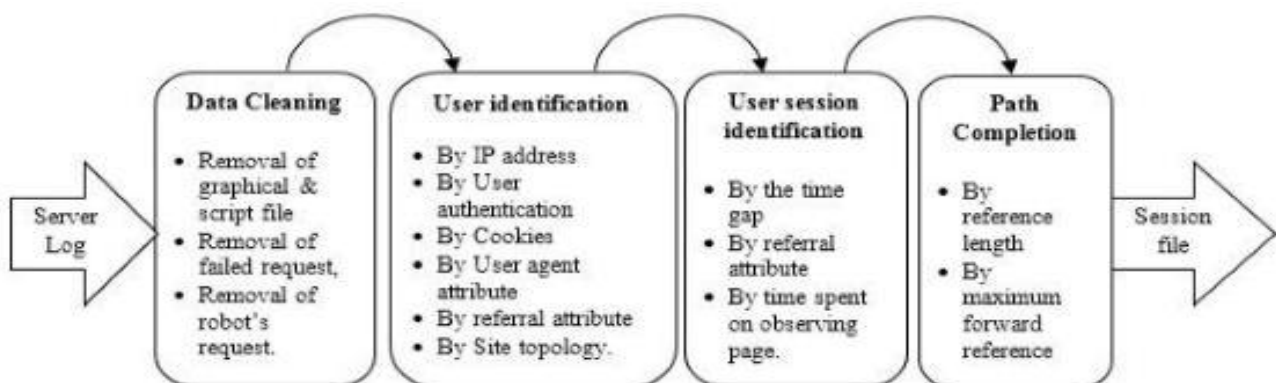 Server
Log
Data Cleaning
• Removal of
graphical &
script file
• Removal of
failed request,
• Removal of
robot's
request.
User identification
• By IP address
• By User
authentication
• By Cookies
• By User agent
attribute
• By referral attribute
• By Site topology.
User session
identification
• By the time
gap
• By referral
attribute
• By time spent
on observing
page.
Path
Completion
• By
reference
length
• By
maximum
forward
reference
Session
file